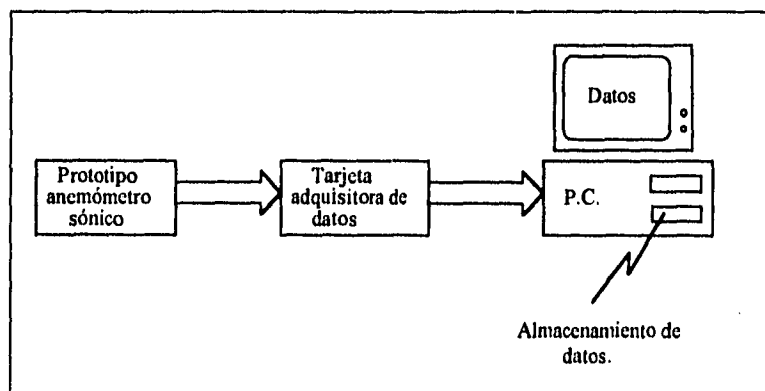 Datos
Prototipo
anemómetro
sónico
Tarjeta
adquisitora de
datos
P.C.
Almacenamiento de
datos.